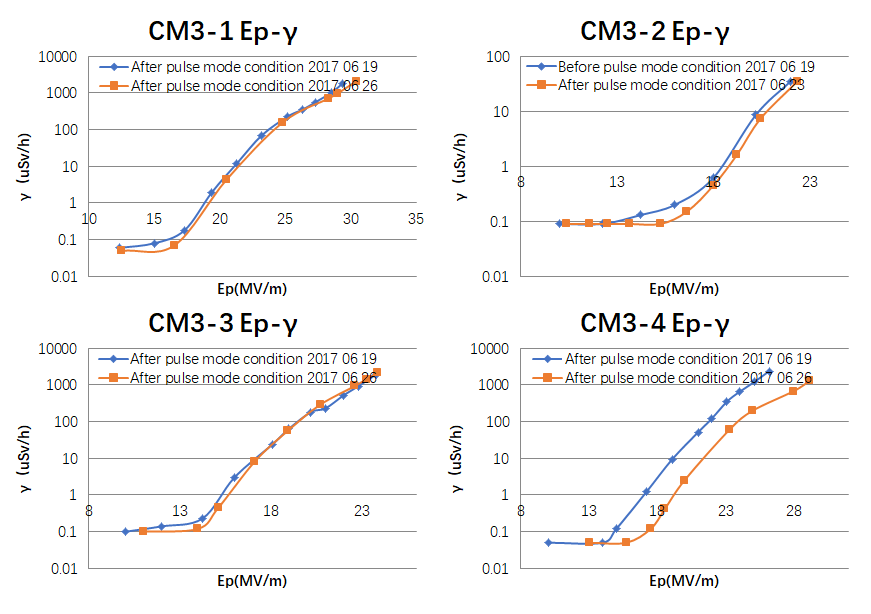 CM3-1 Ep-γ
10000
After pulse mode condition 2017 06 19
1000
After pulse mode condition 2017 06 26
100
10
1
0.1
0.01
γ (uSv/h)
10 15 20 25 30 35
Ep(MV/m)
CM3-2 Ep-γ
100
Before pulse mode condition 2017 06 19
After pulse mode condition 2017 06 23
10
1
0.1
0.01
γ (uSv/h)
8 13 18 23
Ep(MV/m)
CM3-3 Ep-γ
10000
After pulse mode condition 2017 06 19
1000
After pulse mode condition 2017 06 26
100
10
1
0.1
0.01
γ (uSv/h)
8 13 18 23
Ep(MV/m)
CM3-4 Ep-γ
10000
After pulse mode condition 2017 06 19
1000
After pulse mode condition 2017 06 26
100
10
1
0.1
0.01
γ (uSv/h)
8 13 18 23 28
Ep(MV/m)